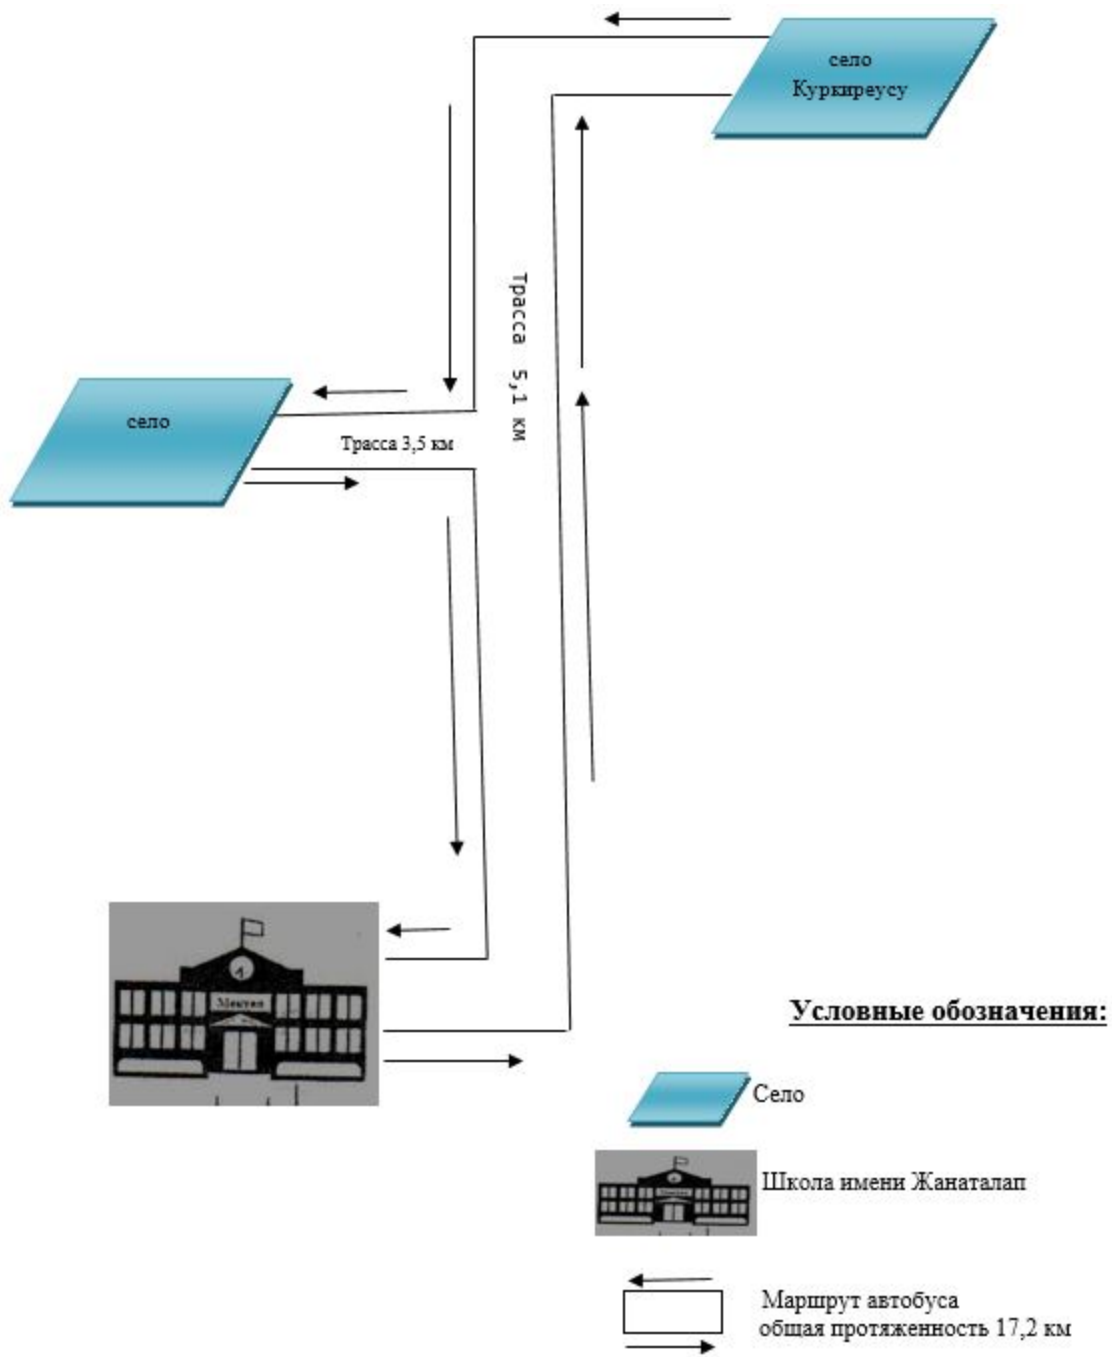 село
Куркиреусу
Трасса 5,1 км
село
Трасса 3,5 км
Мектеп
Условные обозначения:
Село
Школа имени Жанаталап
Маршрут автобуса
общая протяженность 17,2 км